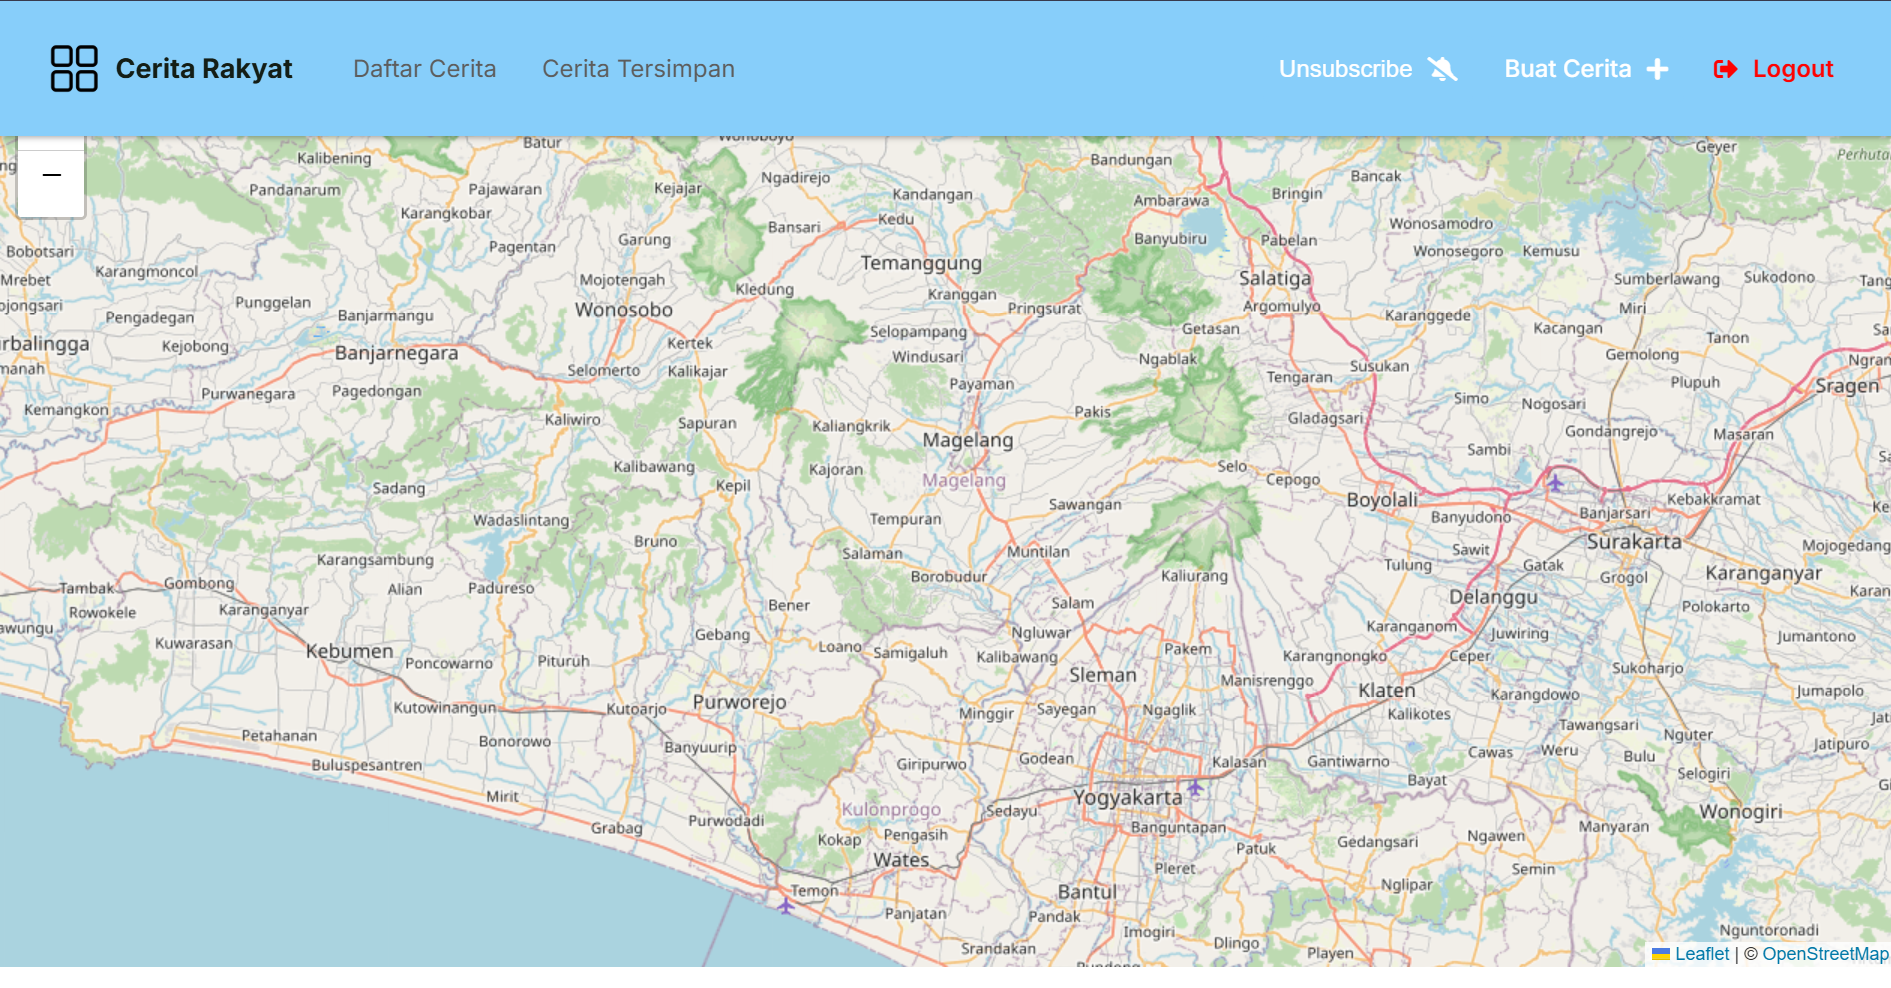 Cerita Rakyat
Daftar Cerita
Cerita Tersimpan
Unsubscribe
Buat Cerita
Logout
−
Batur
Wonoboyo
Bandungan
Geyer
Kalibening
Ngadirejo
Bancak
Pandanarum
Pajawaran
Kejajar
Kandangan
Bringin
Karangkobar
Kedu
Ambarawa
Bansari
Wonosamodro
Bobotsari
Pagentan
Garung
Banyubiru
Pabelan
Wonosegoro
Kemusu
Mrebet
Karangmoncol
Mojotengah
Temanggung
Salatiga
Sumberlawang
Sukodono
Punggelan
Kledung
Kranggan
Pringsurat
Argomulyo
Miri
Pengadegan
Banjarmangu
Wonosobo
Karanggede
Selopampang
Getasan
Kacangan
Tanon
Kejobong
Banjarnegara
Kertek
Windusari
Ngablak
Gemolong
Selomerto
Kalikajar
Susukan
Purwanegara
Pagedongan
Payaman
Tengaran
Plupuh
Sragen
Kemangkon
Kaliwiro
Sapuran
Kaliangkrik
Pakis
Gladagsari
Simo
Nogosari
Magelang
Gondangrejo
Masaran
Kalibawang
Kajoran
Magelang
Selo
Sambi
Sadang
Kepil
Cepogo
Boyolali
Kebakkramat
Wadaslintang
Tempuran
Sawangan
Banyudono
Banjarsari
Karangsambung
Bruno
Salaman
Muntilan
Sawit
Surakarta
Mojogedang
Tambak
Gombong
Alian
Padureso
Borobudur
Kaliurang
Tulung
Gatak
Grogol
Karanganyar
Rowokele
Karanganyar
Bener
Salam
Delanggu
Polokarto
Kuwarasan
Kebumen
Gebang
Loano
Samigaluh
Ngluwar
Kalibawang
Pakem
Karanganom
Juwiring
Jumantono
Poncowarno
Pituruh
Sleman
Karangnongko
Ceper
Sukoharjo
Kutowinangun
Kutoarjo
Purworejo
Manisrenggo
Klaten
Karangdowo
Jumapolo
Minggir
Sayegan
Ngaglik
Kalikotes
Tawangsari
Petahanan
Bonorowo
Banyuurip
Nguter
Jatipuro
Buluspesantren
Giripurwo
Godean
Kalasan
Gantiwarno
Cawas
Weru
Bulu
Mirit
Yogyakarta
Bayat
Selogiri
Grabag
Purwodadi
Kulonprogo
Sedayu
Wonogiri
Kokap
Pengasih
Banguntapan
Gedangsari
Ngawen
Manyaran
Wates
Patuk
Temon
Bantul
Pleret
Nglipar
Semin
Panjatan
Pandak
Imogiri
Dlingo
Playen
Nguntoronadi
Srandakan
Leaflet | © OpenStreetMap